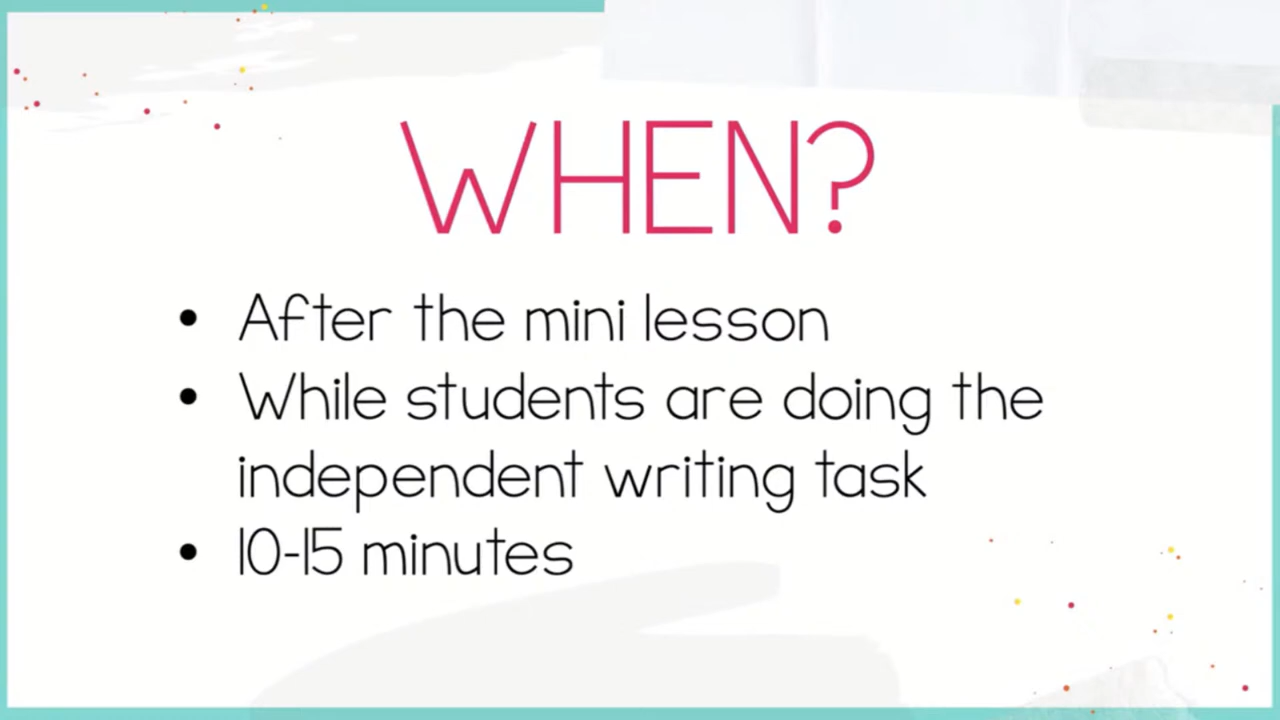 WHEN?
• After the mini lesson
• While students are doing the
independent writing task
• 10-15 minutes